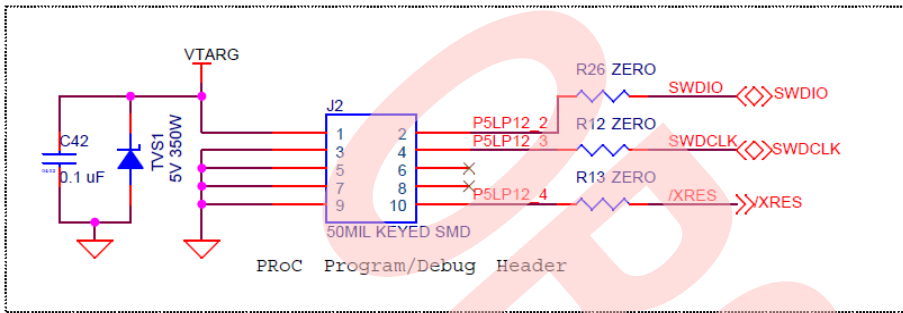 VTARG
R26 ZERO
SWDIO
SWDIO
J2
C42
0.1 uF
TVS1
5V 350W
1 2
3 4
5 6
7 8
9 10
P5LP12_2
P5LP12_3
R12 ZERO
SWDCLK
SWDCLK
R13 ZERO
P5LP12_4
/XRES
/XRES
50MIL KEYED SMD
PRoC Program/Debug Header